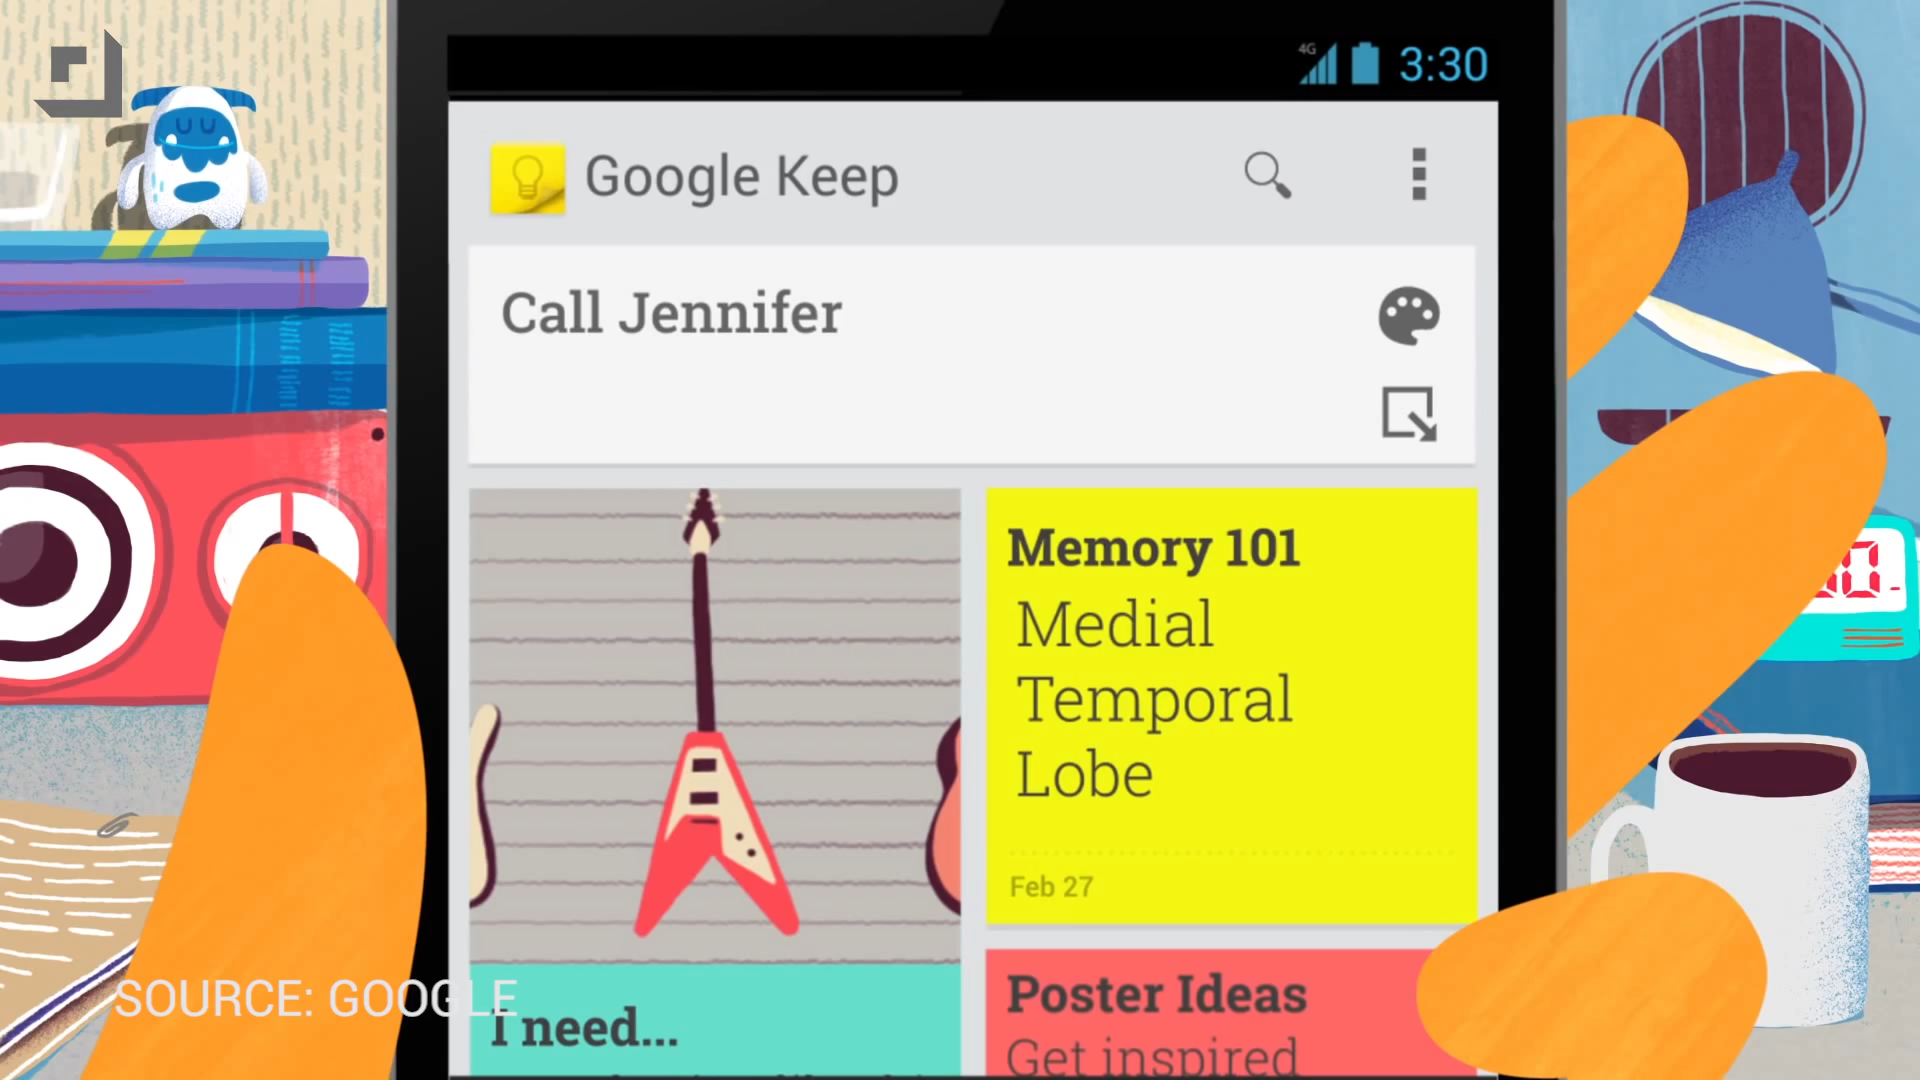 4G 3:30
Google Keep
Call Jennifer
Memory 101
Medial
Temporal
Lobe
Feb 27
Poster Ideas
Get inspired
I need...
SOURCE: GOOGLE